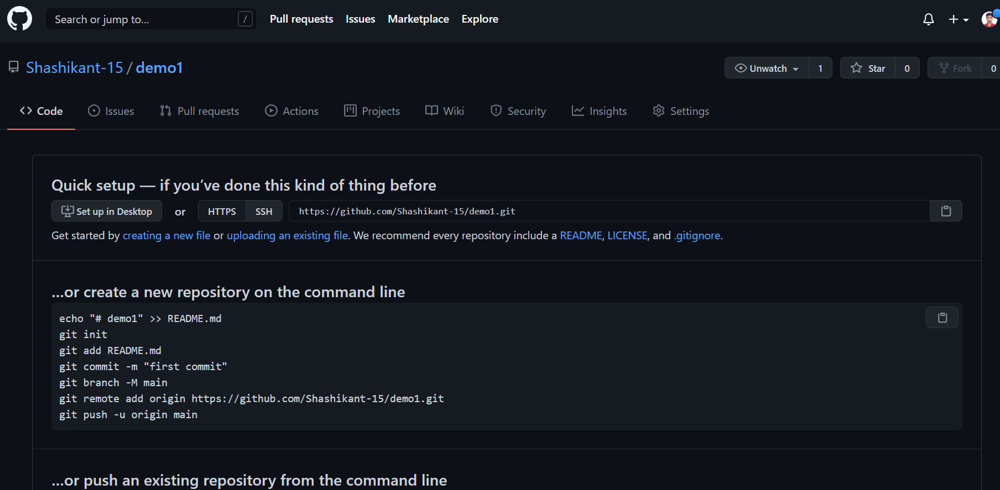 Search or jump to... / Pull requests Issues Marketplace Explore
Shashikant-15 / demo1 Unwatch 1 Star 0 Fork 0
<> Code Issues Pull requests Actions Projects Wiki Security Insights Settings
Quick setup — if you’ve done this kind of thing before
Set up in Desktop or HTTPS SSH https://github.com/Shashikant-15/demo1.git
Get started by creating a new file or uploading an existing file. We recommend every repository include a README, LICENSE, and .gitignore.
...or create a new repository on the command line
echo "# demo1" >> README.md
git init
git add README.md
git commit -m "first commit"
git branch -M main
git remote add origin https://github.com/Shashikant-15/demo1.git
git push -u origin main
...or push an existing repository from the command line